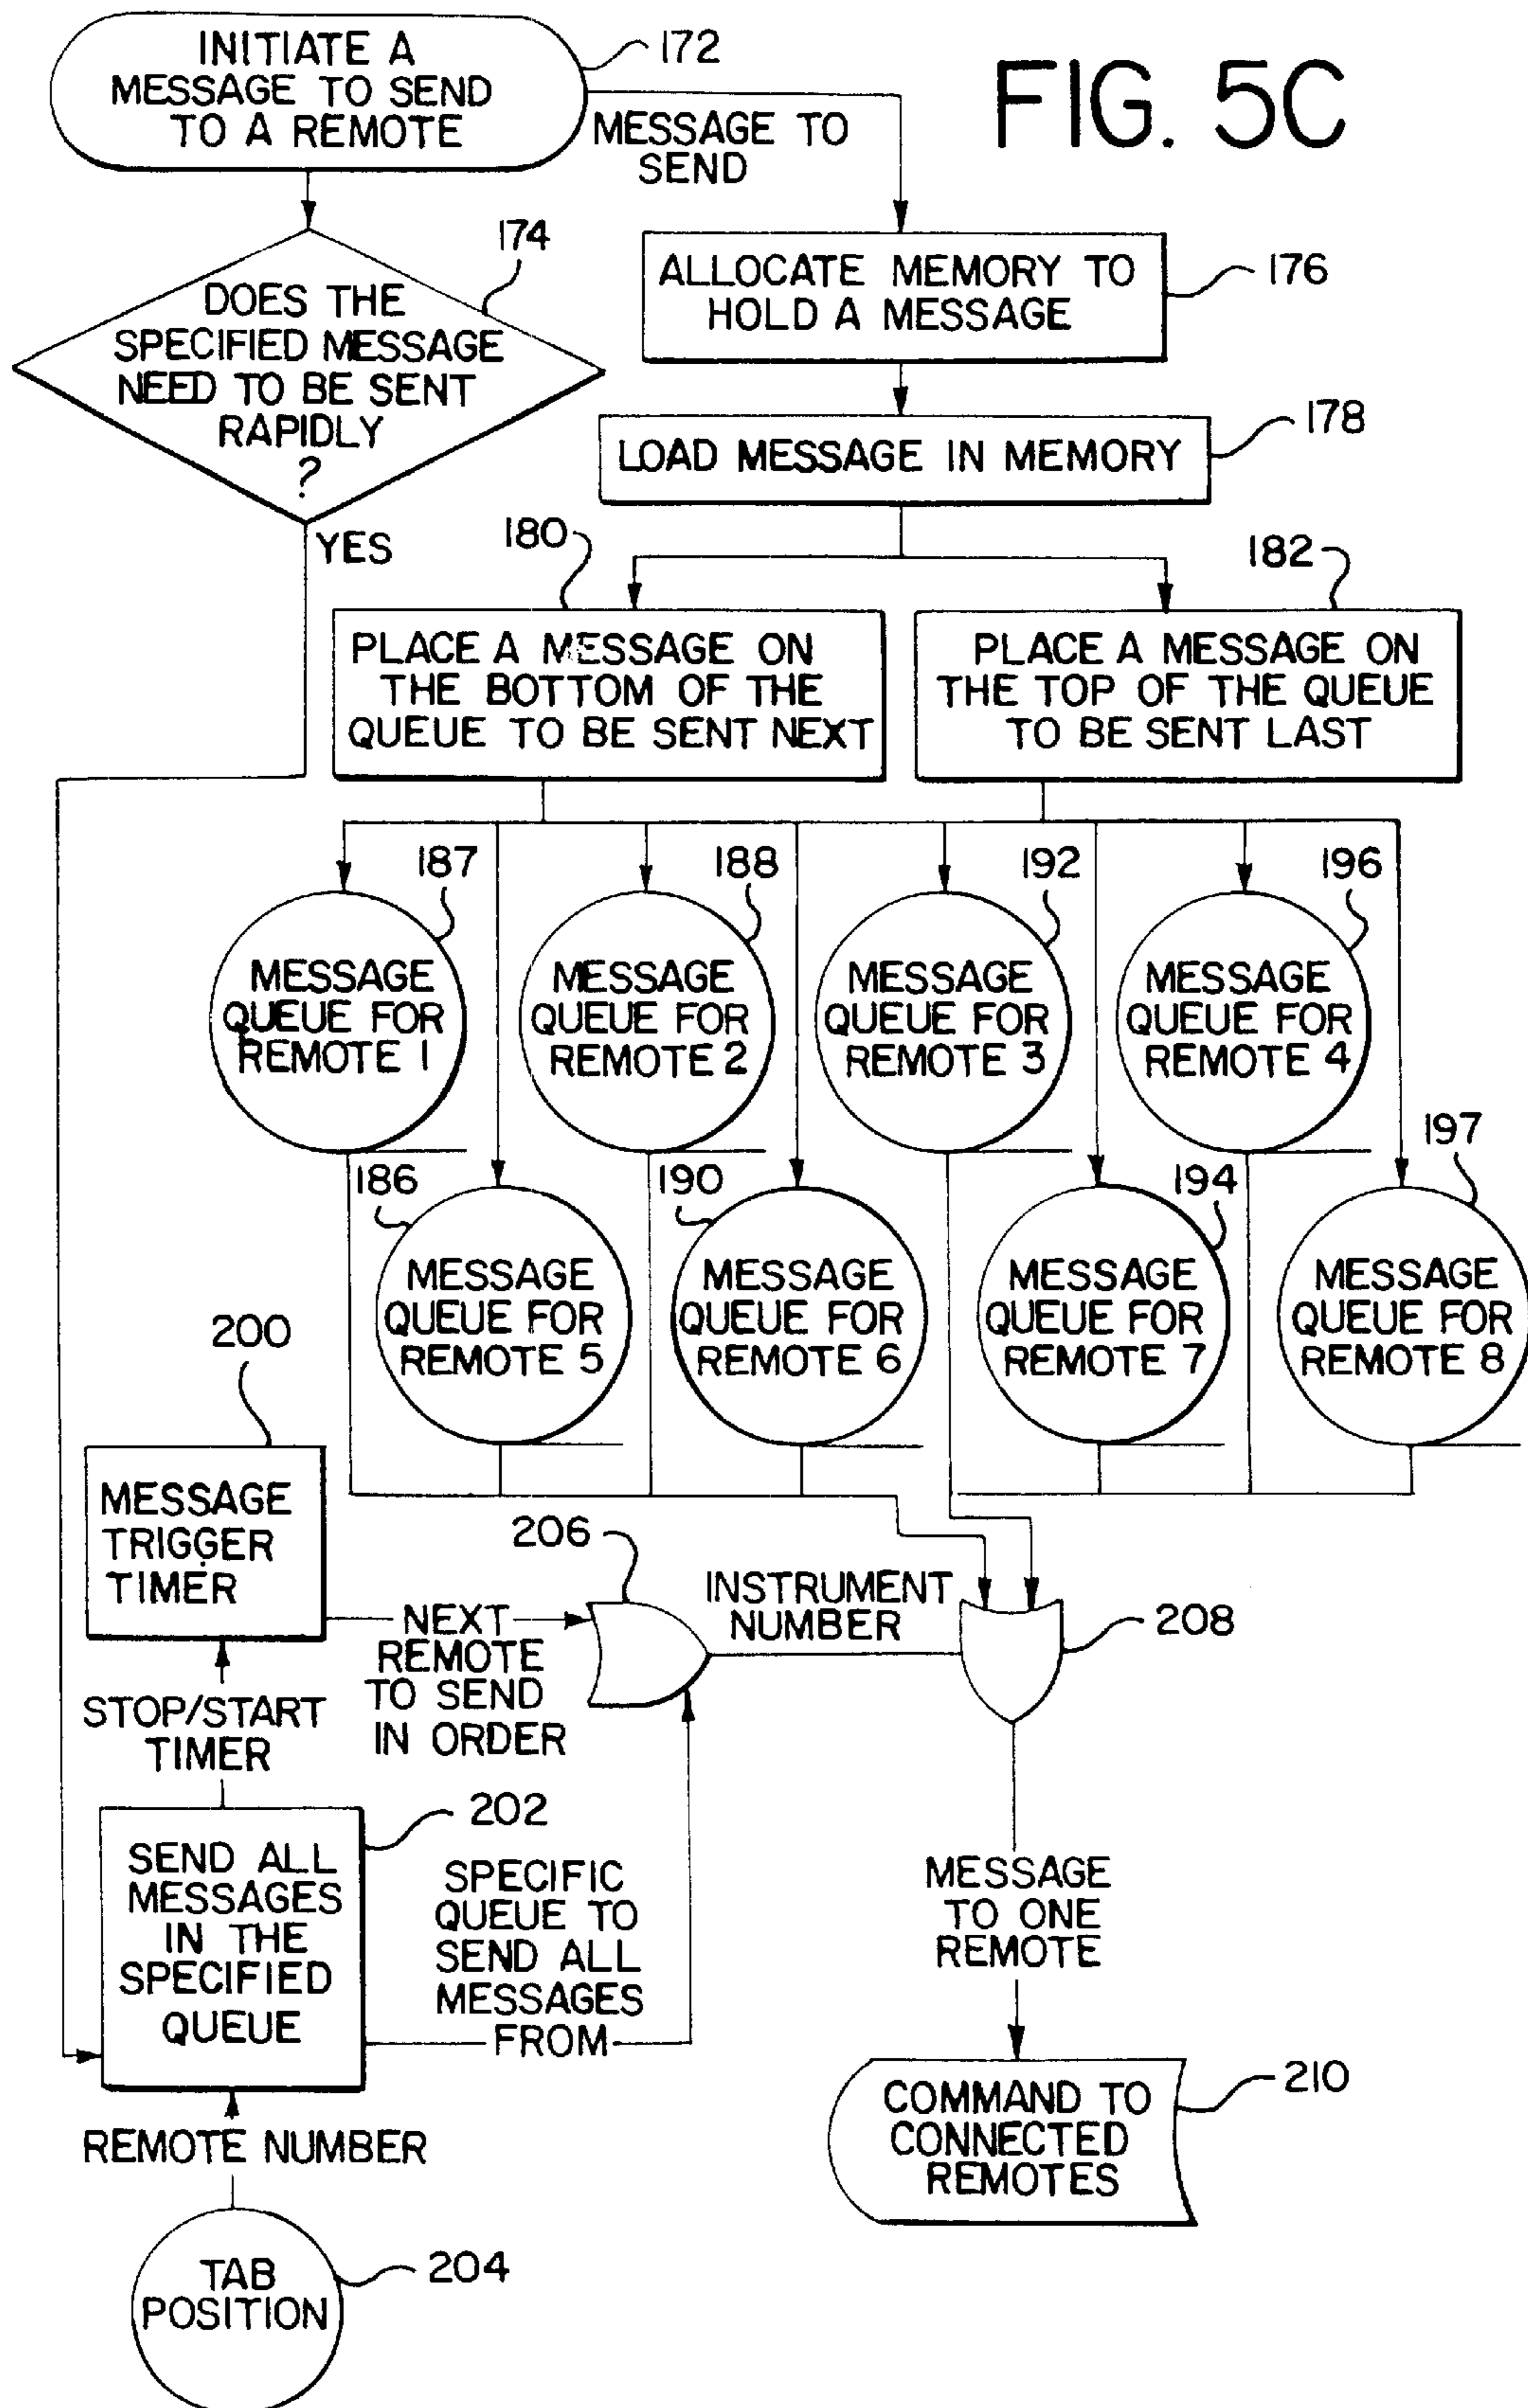 FIG. 5C
INITIATE A
MESSAGE TO SEND
TO A REMOTE
172
MESSAGE TO
SEND
174
DOES THE
SPECIFIED MESSAGE
NEED TO BE SENT
RAPIDLY
?
YES
ALLOCATE MEMORY TO
HOLD A MESSAGE
176
LOAD MESSAGE IN MEMORY
178
180
PLACE A MESSAGE ON
THE BOTTOM OF THE
QUEUE TO BE SENT NEXT
182
PLACE A MESSAGE ON
THE TOP OF THE QUEUE
TO BE SENT LAST
187
MESSAGE
QUEUE FOR
REMOTE 1
188
MESSAGE
QUEUE FOR
REMOTE 2
192
MESSAGE
QUEUE FOR
REMOTE 3
196
MESSAGE
QUEUE FOR
REMOTE 4
186
MESSAGE
QUEUE FOR
REMOTE 5
190
MESSAGE
QUEUE FOR
REMOTE 6
194
MESSAGE
QUEUE FOR
REMOTE 7
197
MESSAGE
QUEUE FOR
REMOTE 8
200
MESSAGE
TRIGGER
TIMER
NEXT
REMOTE
TO SEND
IN ORDER
206
INSTRUMENT
NUMBER
208
STOP/START
TIMER
202
SEND ALL
MESSAGES
IN THE
SPECIFIED
QUEUE
SPECIFIC
QUEUE TO
SEND ALL
MESSAGES
FROM
MESSAGE
TO ONE
REMOTE
COMMAND TO
CONNECTED
REMOTES
210
REMOTE NUMBER
TAB
POSITION
204